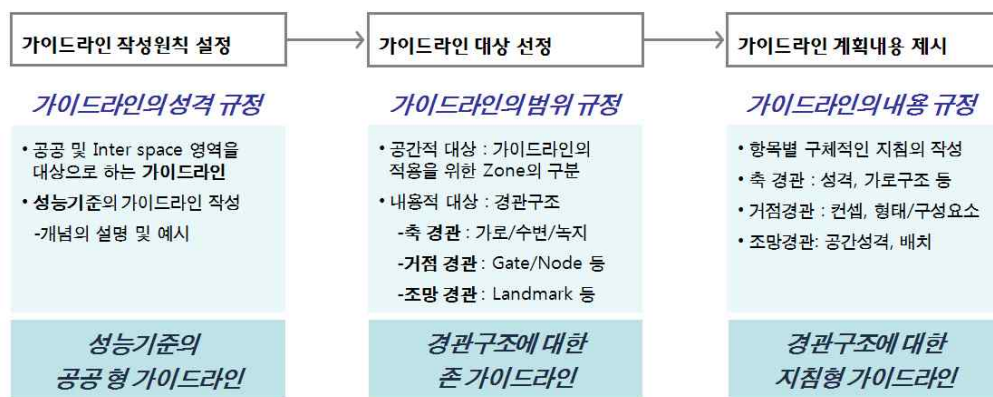 가이드라인 작성원칙 설정
가이드라인 대상 선정
가이드라인 계획내용 제시
가이드라인의 성격 규정
• 공공 및 Inter space 영역을
대상으로 하는 가이드라인
• 성능기준의 가이드라인 작성
-개념의 설명 및 예시
성능기준의
공공 형 가이드라인
가이드라인의 범위 규정
• 공간적 대상 : 가이드라인의
적용을 위한 Zone의 구분
• 내용적 대상 : 경관구조
-축 경관 : 가로/수변/녹지
-거점 경관 : Gate/Node 등
-조망 경관 : Landmark 등
경관구조에 대한
존 가이드라인
가이드라인의 내용 규정
• 항목별 구체적인 지침의 작성
• 축 경관 : 성격, 가로구조 등
• 거점경관 : 컨셉, 형태/구성요소
• 조망경관: 공간성격, 배치
경관구조에 대한
지침형 가이드라인